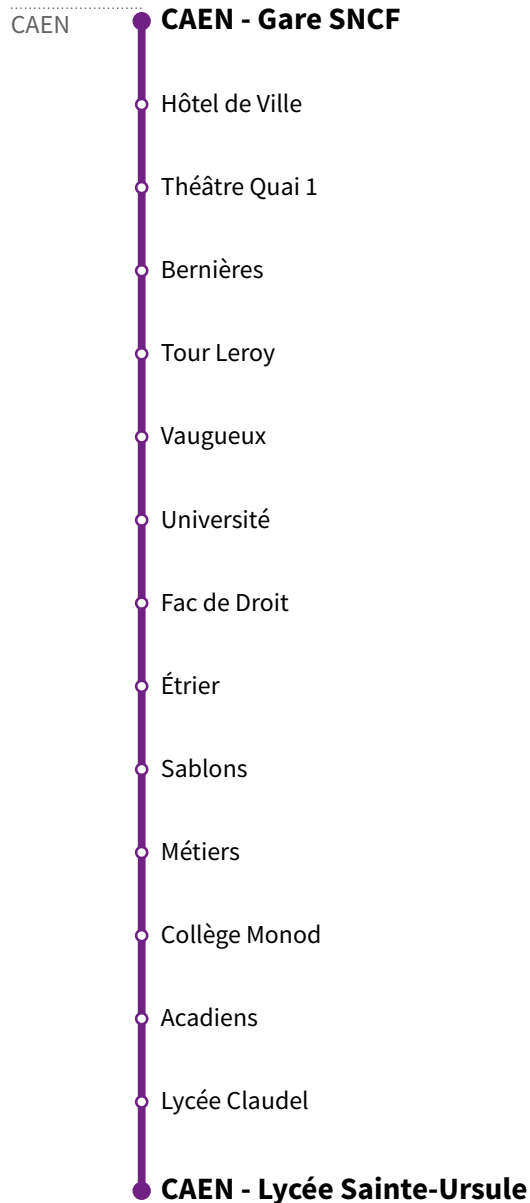 CAEN
CAEN - Gare SNCF
Hôtel de Ville
Théâtre Quai 1
Bernières
Tour Leroy
Vaugueux
Université
Fac de Droit
Étrier
Sablons
Métiers
Collège Monod
Acadiens
Lycée Claudel
CAEN - Lycée Sainte-Ursule